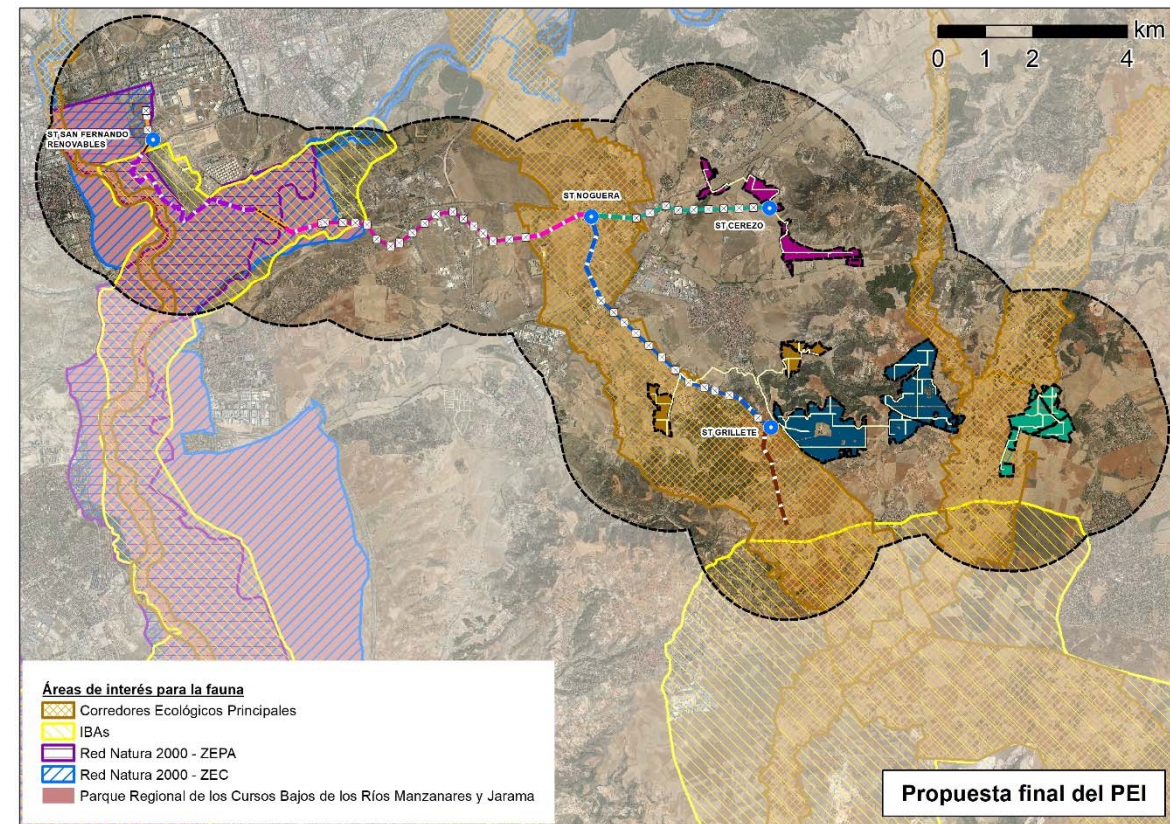 km
0 1 2 4
ST SAN FERNANDO
RENOVABLES
ST NOGUERA
ST CEREZO
ST GRILLETE
Áreas de interés para la fauna
Corredores Ecológicos Principales
IBAs
Red Natura 2000 - ZEPA
Red Natura 2000 - ZEC
Parque Regional de los Cursos Bajos de los Ríos Manzanares y Jarama
Propuesta final del PEI